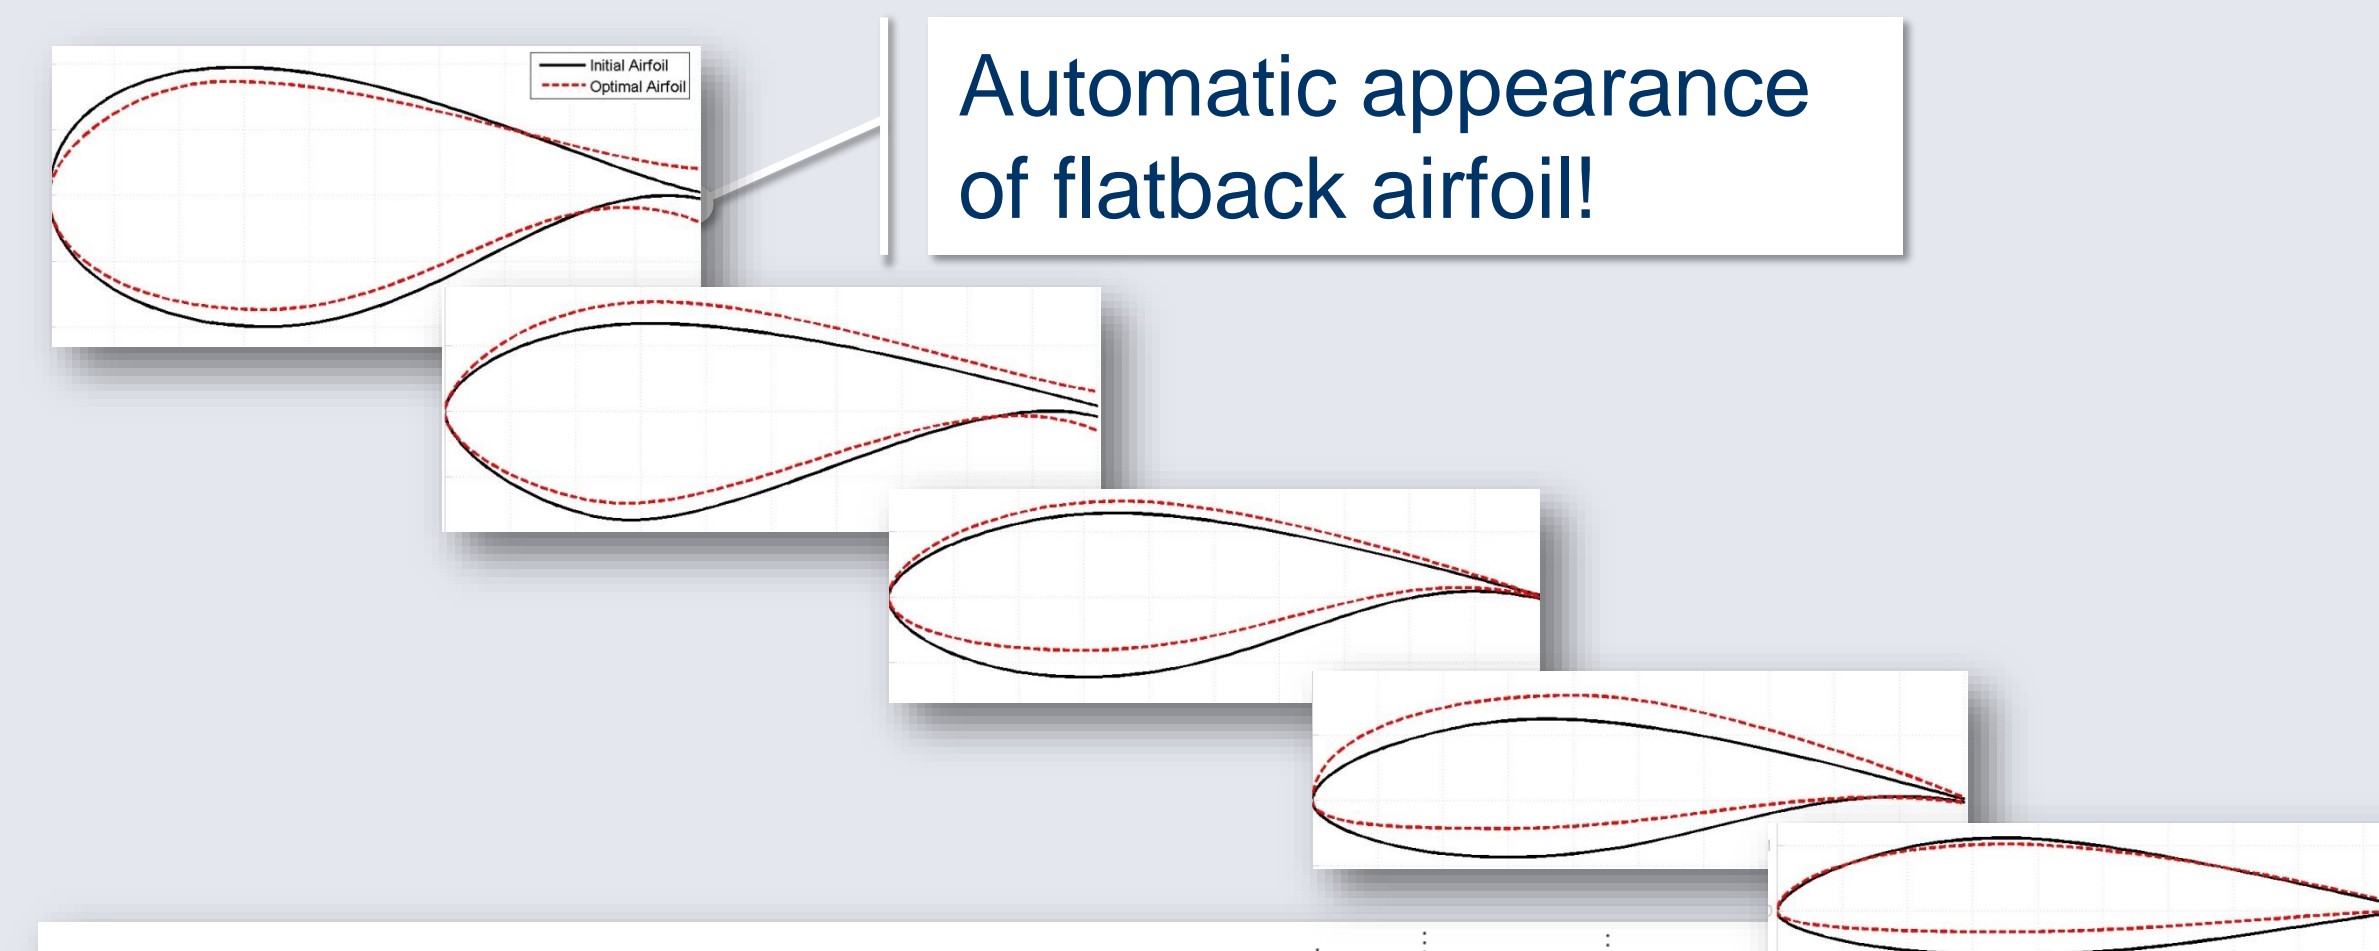 Initial Airfoil
Optimal Airfoil
Automatic appearance
of flatback airfoil!